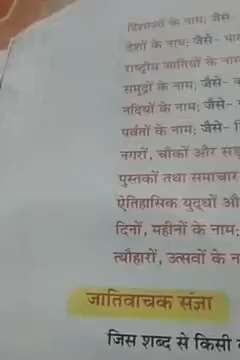 दिशाओं के नाम; जैसे-
देशों के नाम; जैसे- भा
राष्ट्रीय जातियों के नाम
समुद्रों के नाम; जैसे-
नदियों के नाम; जैसे-
पर्वतों के नाम; जैसे- हि
नगरों, चौकों और सड़
पुस्तकों तथा समाचार
ऐतिहासिक युद्धों औ
दिनों, महीनों के नाम;
त्यौहारों, उत्सवों के न
जातिवाचक संज्ञा
जिस शब्द से किसी